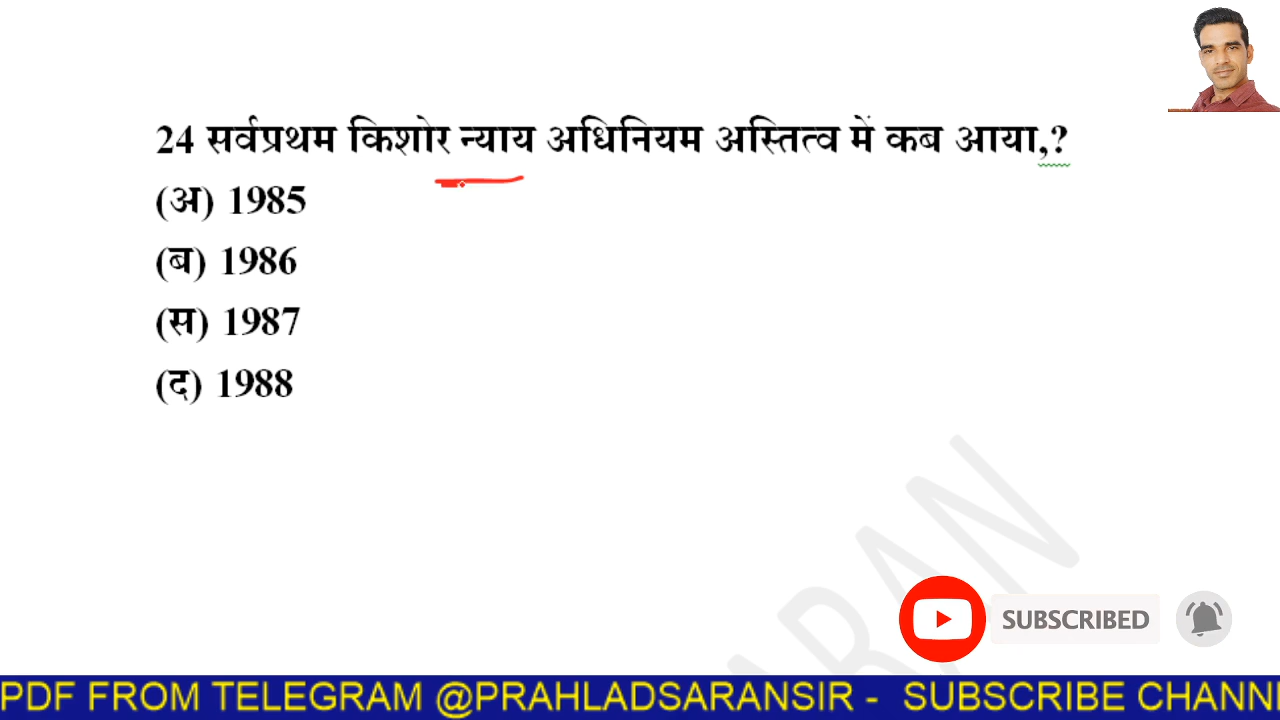 24 सर्वप्रथम किशोर न्याय अधिनियम अस्तित्व में कब आया,?
(अ) 1985
(ब) 1986
(स) 1987
(द) 1988
SUBSCRIBED
PDF FROM TELEGRAM @PRAHLADSARANSIR - SUBSCRIBE CHANN